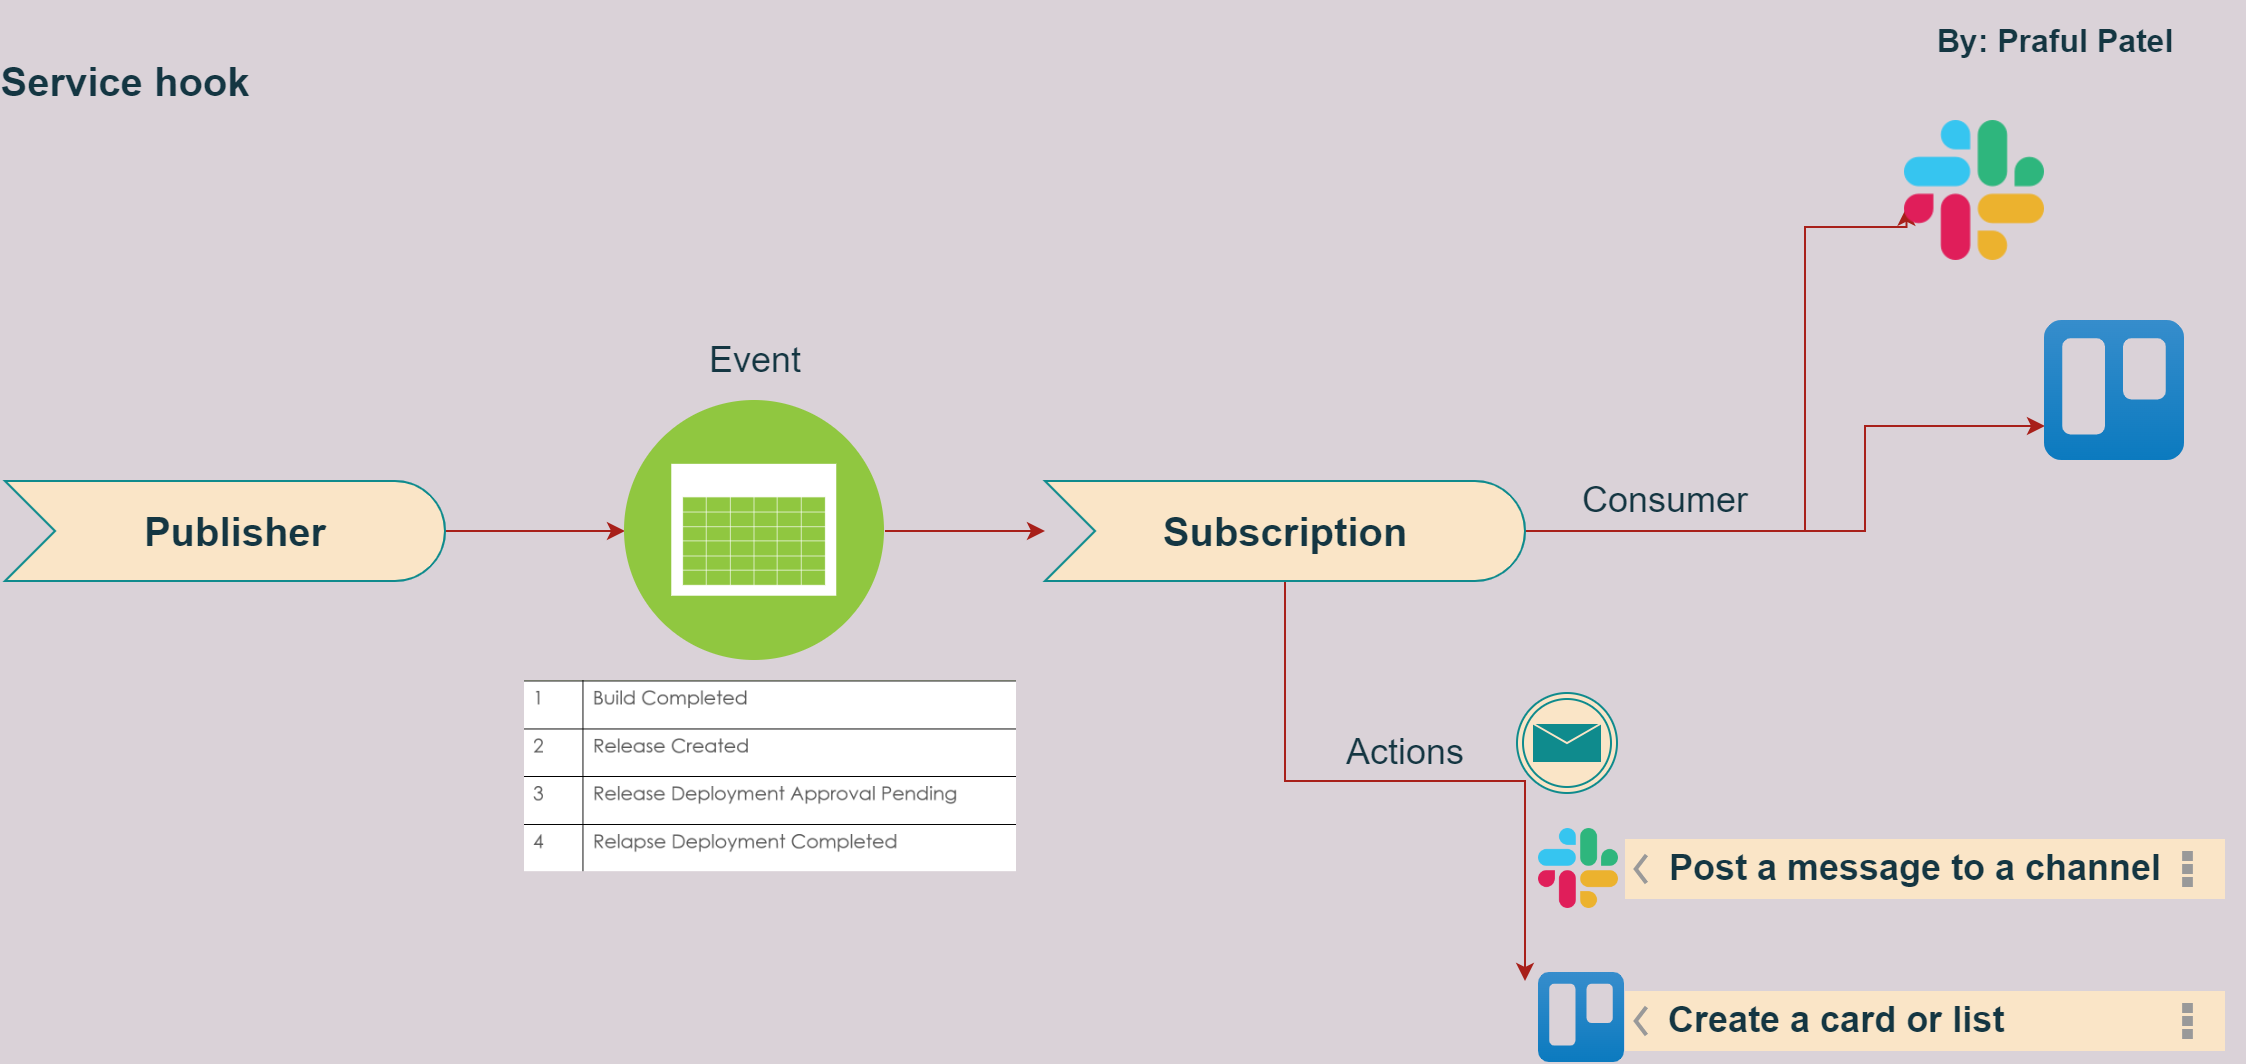 By: Praful Patel
Service hook
Event
Publisher
Subscription
Consumer
1 Build Completed
2 Release Created
3 Release Deployment Approval Pending
4 Relapse Deployment Completed
Actions
Post a message to a channel
Create a card or list